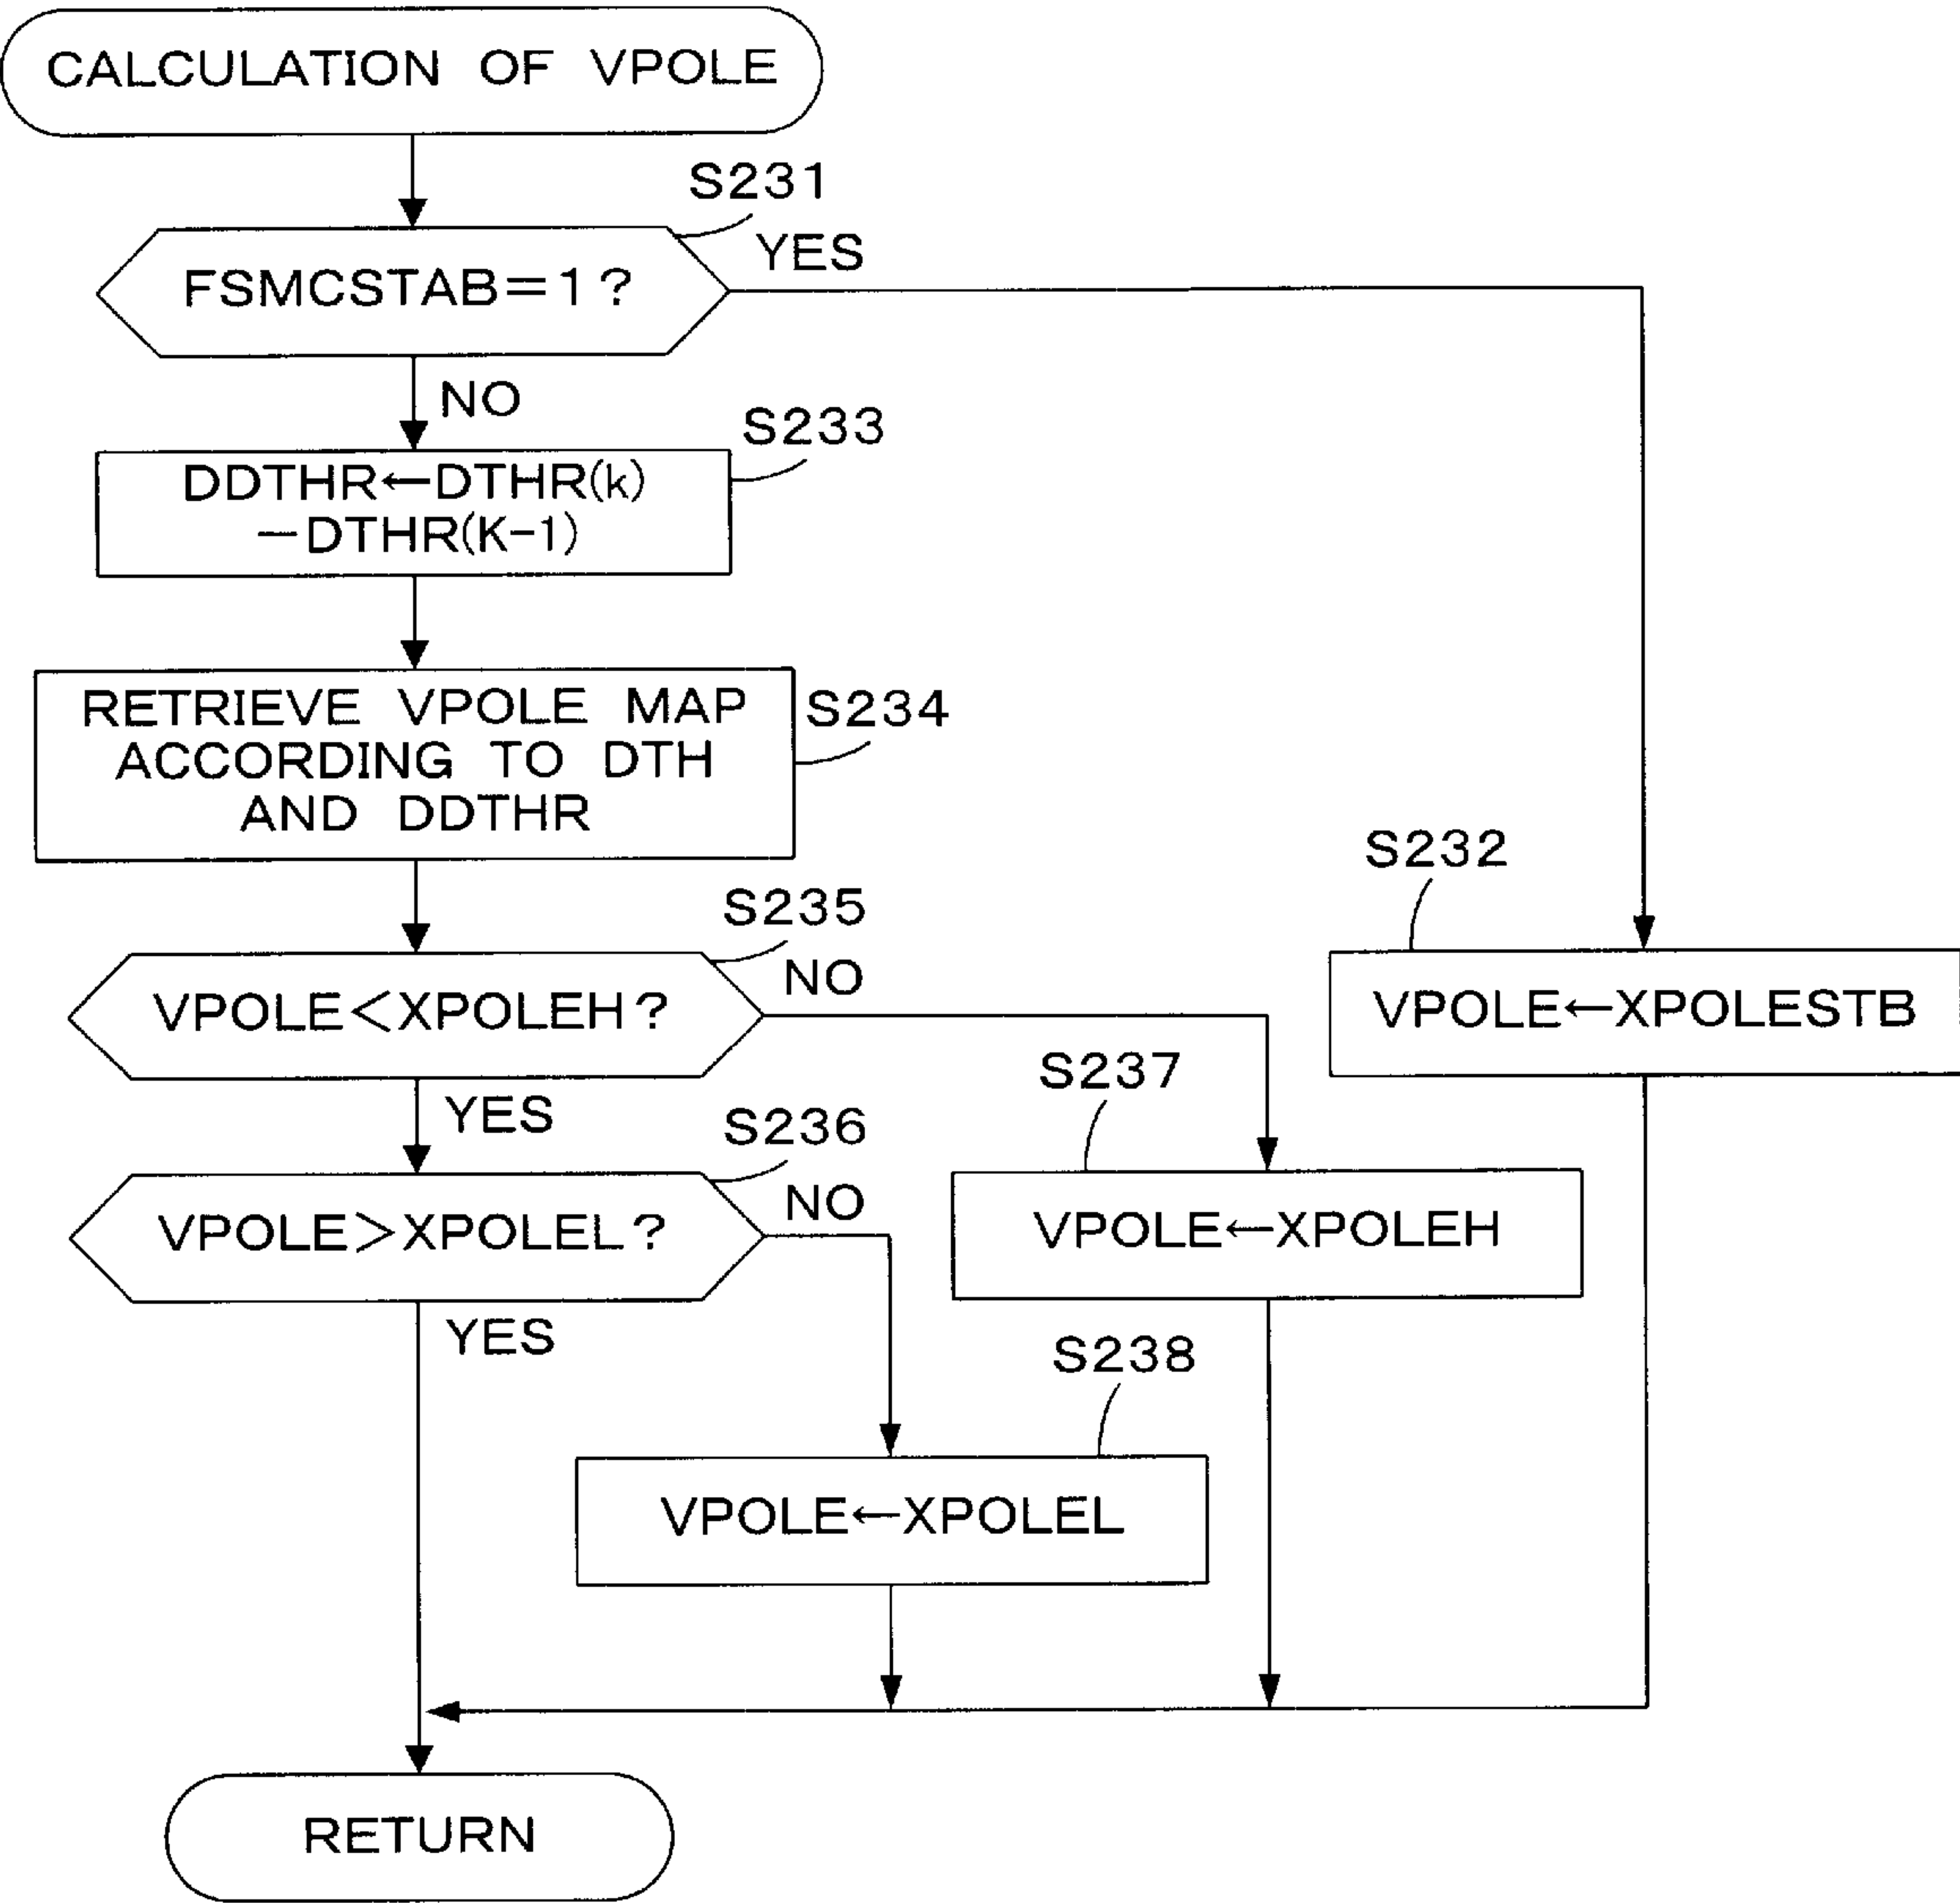 CALCULATION OF VPOLE
S231
FSMCSTAB=1?
YES
NO
S233
DDTHR←DTHR(k)
−DTHR(K−1)
RETRIEVE VPOLE MAP
ACCORDING TO DTH
AND DDTHR
S234
S232
VPOLE←XPOLESTB
S235
VPOLE<XPOLEH?
NO
YES
S237
VPOLE←XPOLEH
S236
VPOLE>XPOLEL?
NO
YES
S238
VPOLE←XPOLEL
RETURN